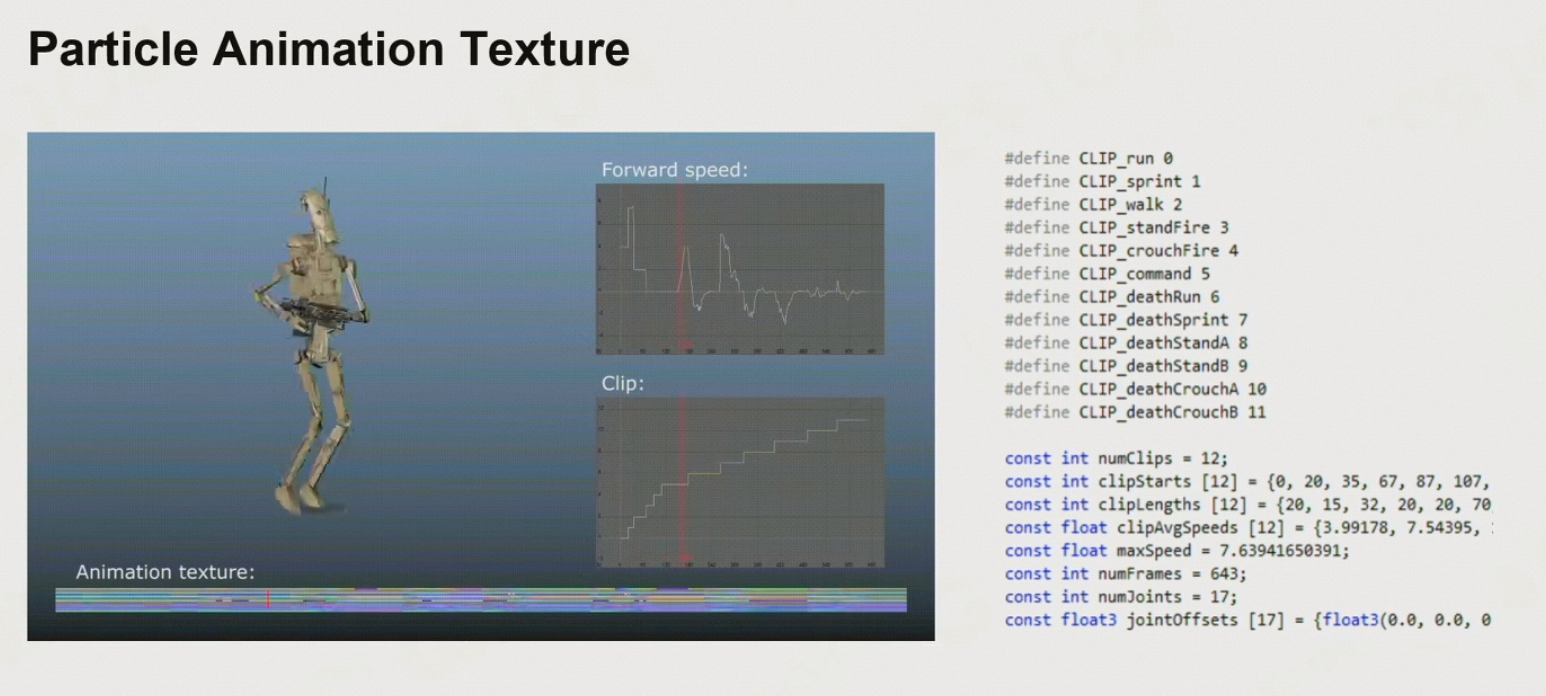 Particle Animation Texture
Forward speed:
Clip:
Animation texture:
#define CLIP_run 0
#define CLIP_sprint 1
#define CLIP_walk 2
#define CLIP_standFire 3
#define CLIP_crouchFire 4
#define CLIP_command 5
#define CLIP_deathRun 6
#define CLIP_deathSprint 7
#define CLIP_deathStandA 8
#define CLIP_deathStandB 9
#define CLIP_deathCrouchA 10
#define CLIP_deathCrouchB 11
const int numClips = 12;
const int clipStarts [12] = {0, 20, 35, 67, 87, 107,
const int clipLengths [12] = {20, 15, 32, 20, 20, 70
const float clipAvgSpeeds [12] = {3.99178, 7.54395,
const float maxSpeed = 7.63941650391;
const int numFrames = 643;
const int numJoints = 17;
const float3 jointOffsets [17] = {float3(0.0, 0.0, 0